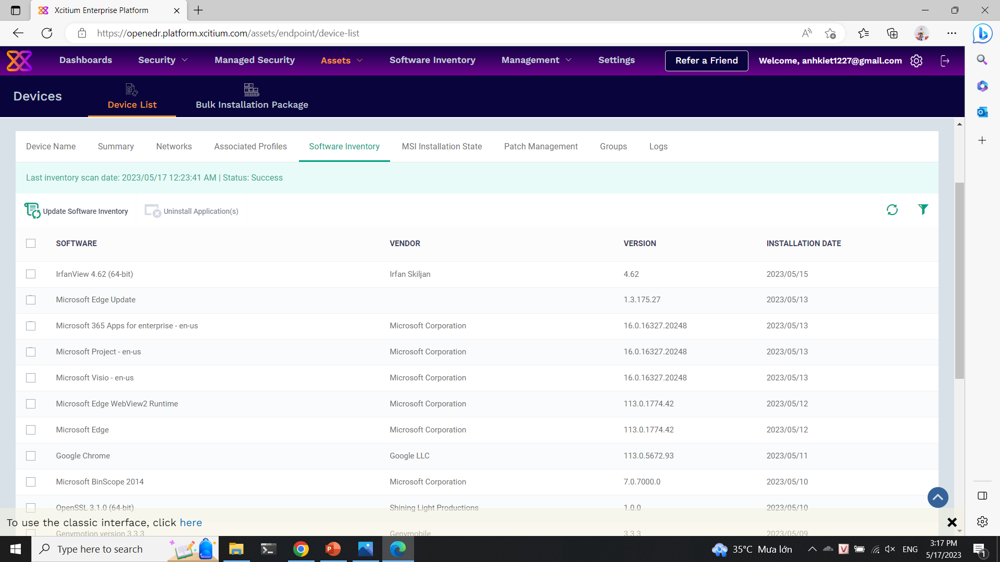 Xcitium Enterprise Platform
https://openedr.platform.xcitium.com/assets/endpoint/device-list
Dashboards Security Managed Security Assets Software Inventory Management Settings Refer a Friend Welcome, anhkiet1227@gmail.com
Devices Device List Bulk Installation Package
Device Name Summary Networks Associated Profiles Software Inventory MSI Installation State Patch Management Groups Logs
Last inventory scan date: 2023/05/17 12:23:41 AM | Status: Success
Update Software Inventory Uninstall Application(s)
SOFTWARE VENDOR VERSION INSTALLATION DATE
IrfanView 4.62 (64-bit) Irfan Skiljan 4.62 2023/05/15
Microsoft Edge Update 1.3.175.27 2023/05/13
Microsoft 365 Apps for enterprise - en-us Microsoft Corporation 16.0.16327.20248 2023/05/13
Microsoft Project - en-us Microsoft Corporation 16.0.16327.20248 2023/05/13
Microsoft Visio - en-us Microsoft Corporation 16.0.16327.20248 2023/05/13
Microsoft Edge WebView2 Runtime Microsoft Corporation 113.0.1774.42 2023/05/12
Microsoft Edge Microsoft Corporation 113.0.1774.42 2023/05/12
Google Chrome Google LLC 113.0.5672.93 2023/05/11
Microsoft BinScope 2014 Microsoft Corporation 7.0.7000.0 2023/05/10
OpenSSL 3.1.0 (64-bit) Shining Light Productions 1.0.0 2023/05/10
To use the classic interface, click here
Genymotion version 3.3.3 Genymobile 3.3.3 2023/05/09
Type here to search
35°C Mưa lớn
ENG
3:17 PM
5/17/2023
1